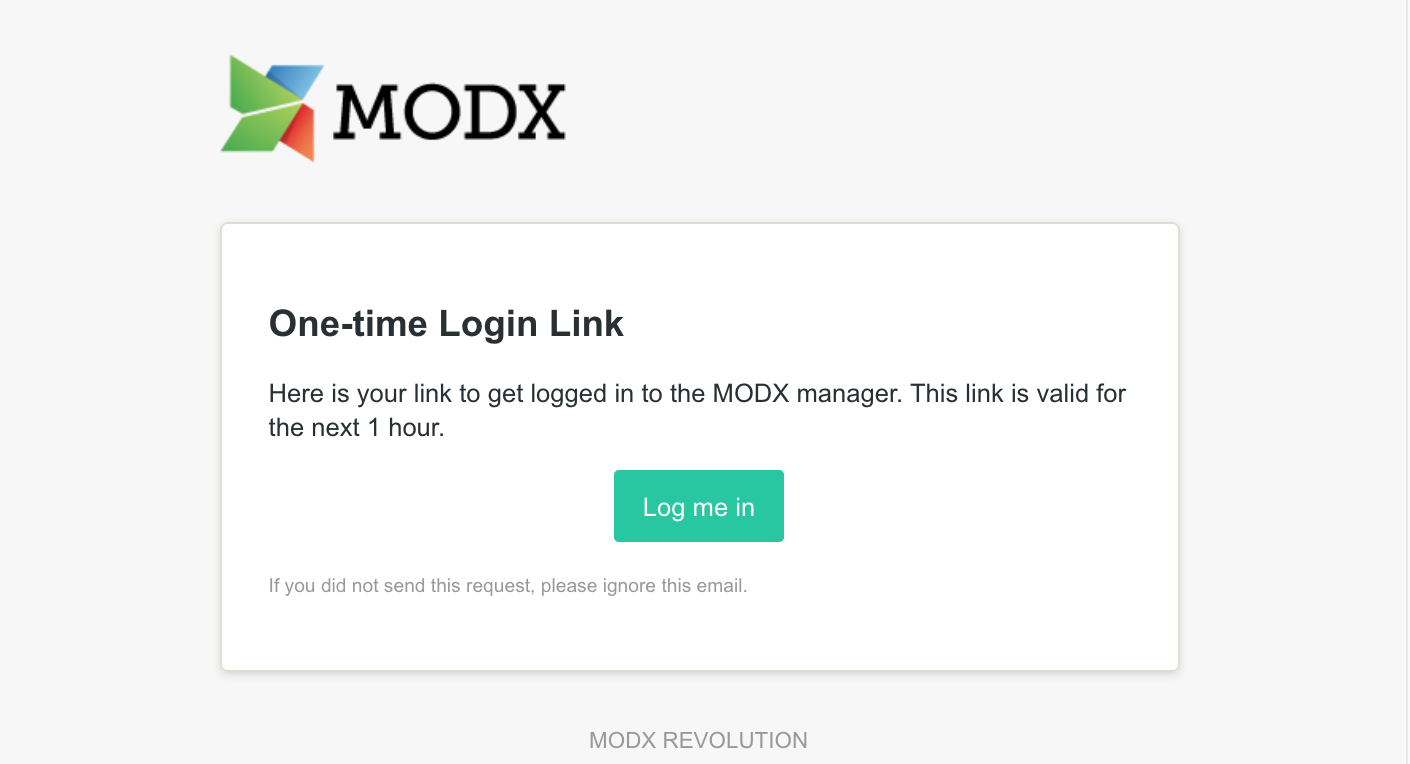 MODX
One-time Login Link
Here is your link to get logged in to the MODX manager. This link is valid for
the next 1 hour.
Log me in
If you did not send this request, please ignore this email.
MODX REVOLUTION